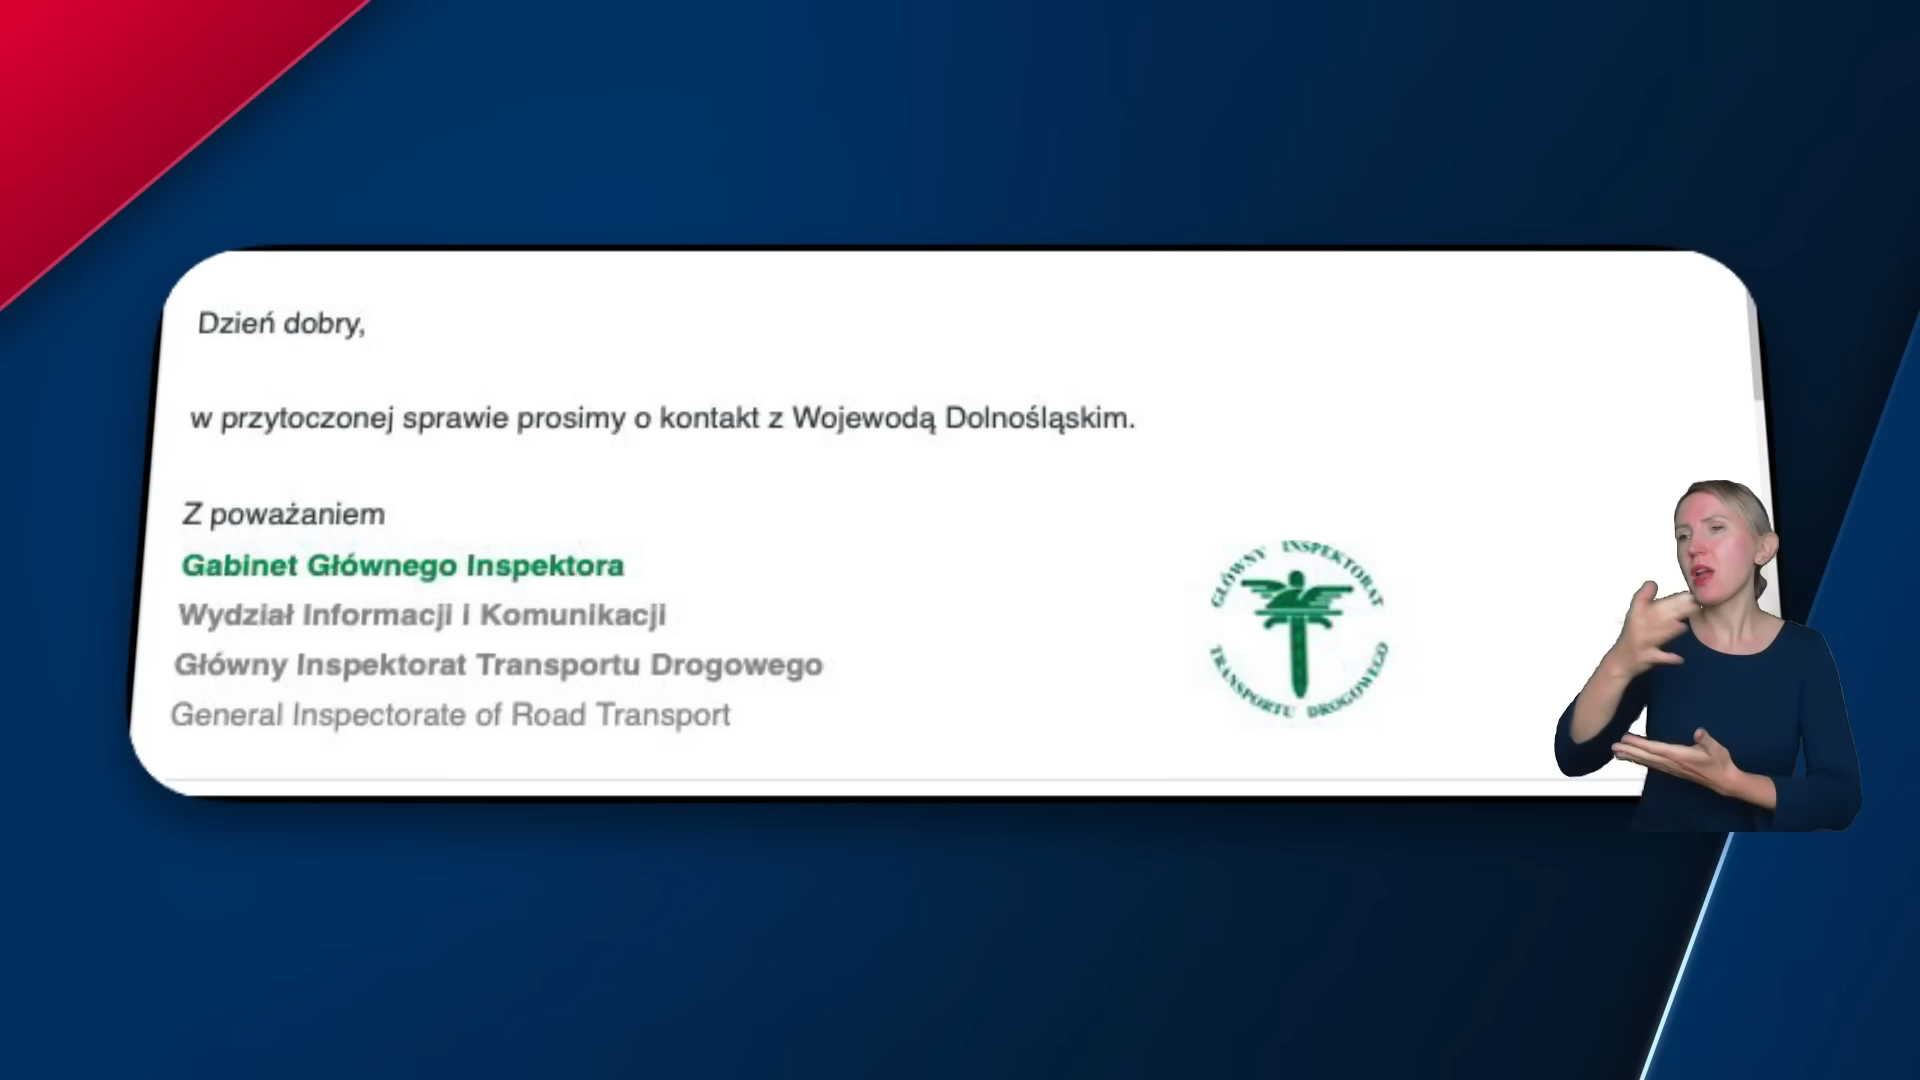 Dzień dobry,
w przytoczonej sprawie prosimy o kontakt z Wojewodą Dolnośląskim.
Z poważaniem
Gabinet Głównego Inspektora
Wydział Informacji i Komunikacji
Główny Inspektorat Transportu Drogowego
General Inspectorate of Road Transport
GŁÓWNY INSPEKTORAT
TRANSPORTU DROGOWEGO